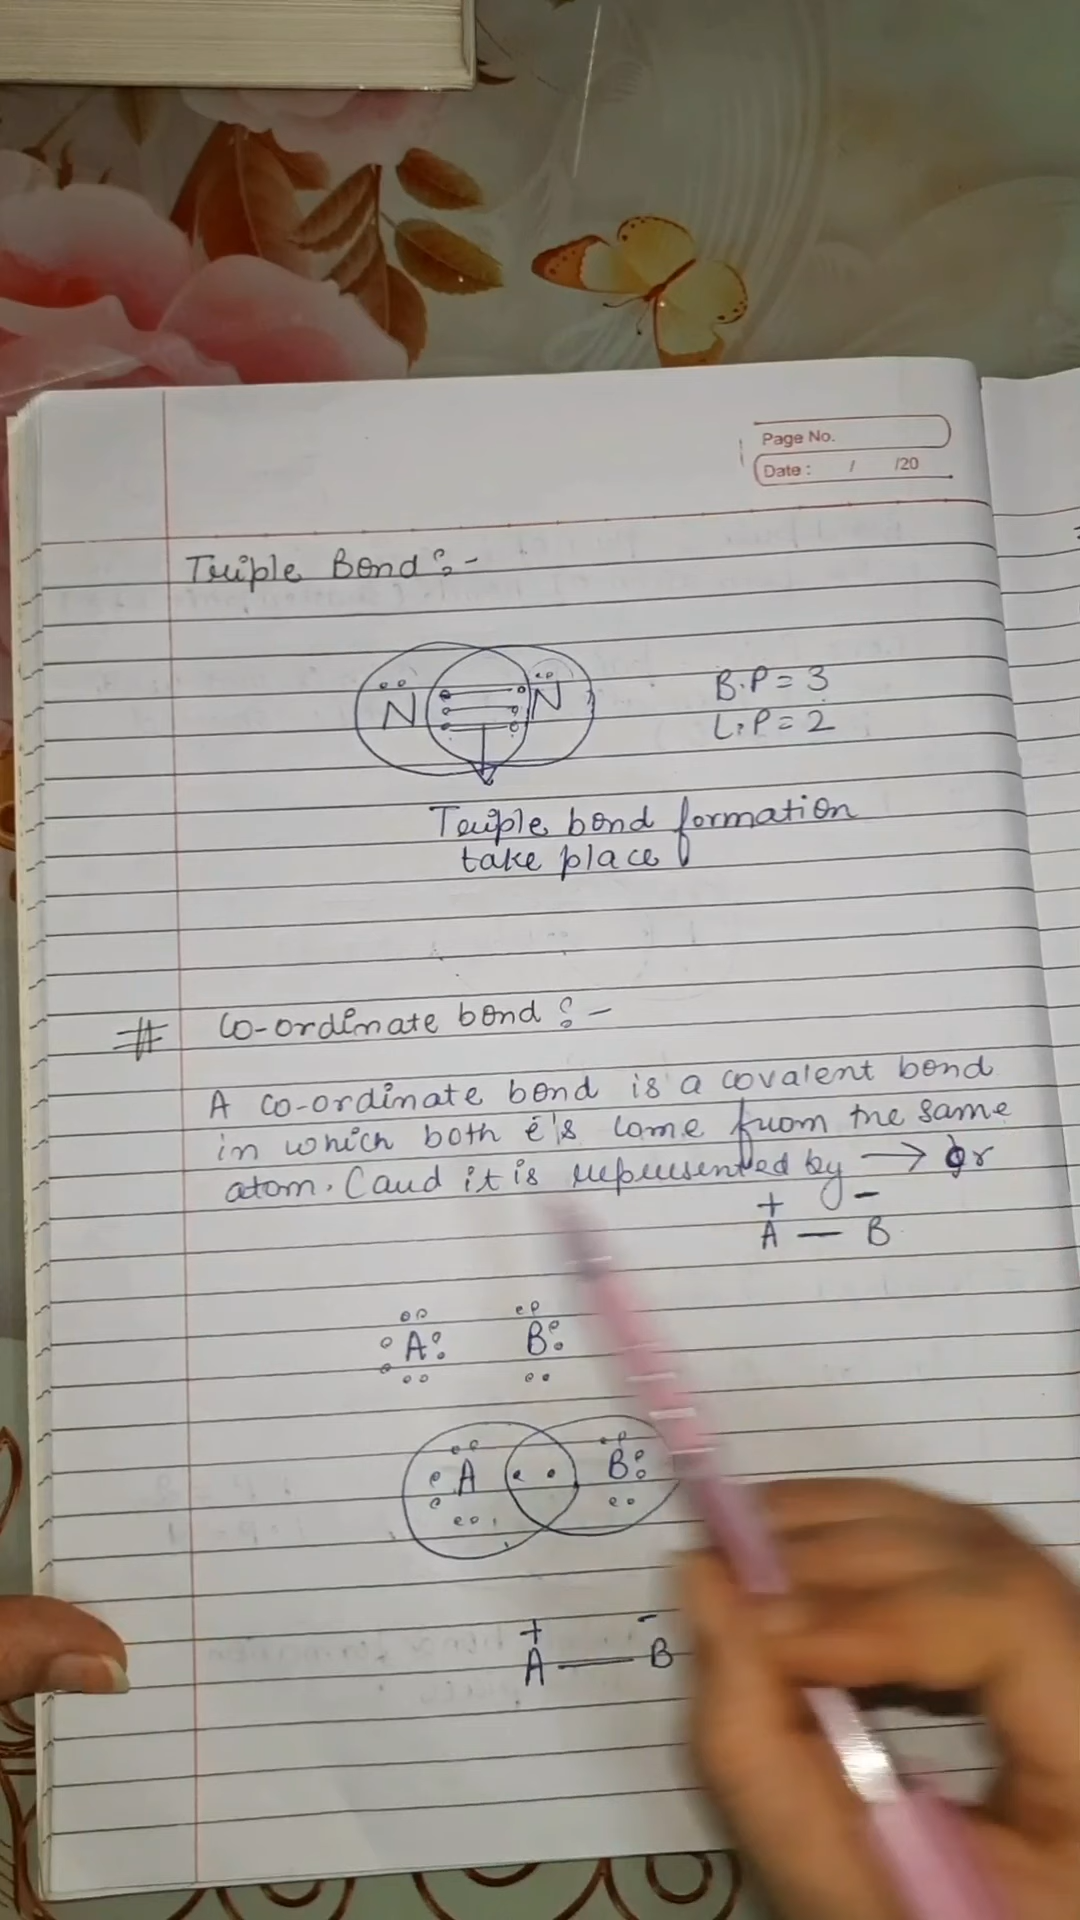 Page No.
Date : / /20
Triple Bond :-
N N
B.P = 3
L.P = 2
Triple bond formation
take place
# Co-ordinate bond :-
A co-ordinate bond is a covalent bond
in which both e's come from the same
atom. (and it is represented by → or
+ -
A — B
A B
A B
+ -
A — B